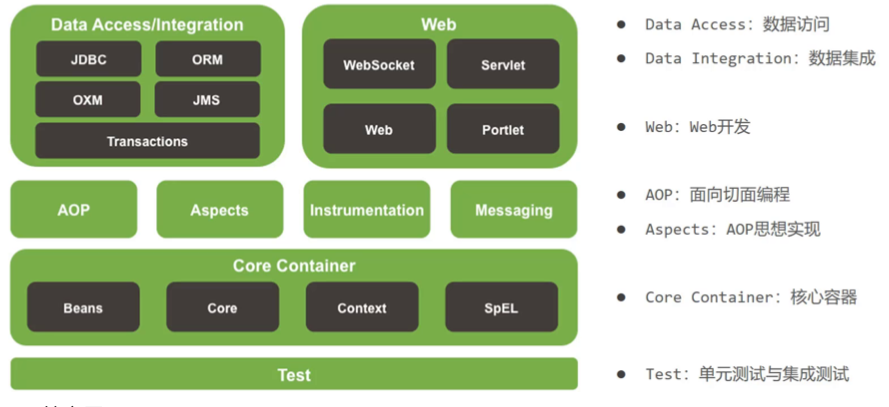 Data Access/Integration
JDBC
ORM
OXM
JMS
Transactions
Web
WebSocket
Servlet
Web
Portlet
AOP
Aspects
Instrumentation
Messaging
Core Container
Beans
Core
Context
SpEL
Test
● Data Access: 数据访问
● Data Integration: 数据集成
● Web: Web开发
● AOP: 面向切面编程
● Aspects: AOP思想实现
● Core Container: 核心容器
● Test: 单元测试与集成测试